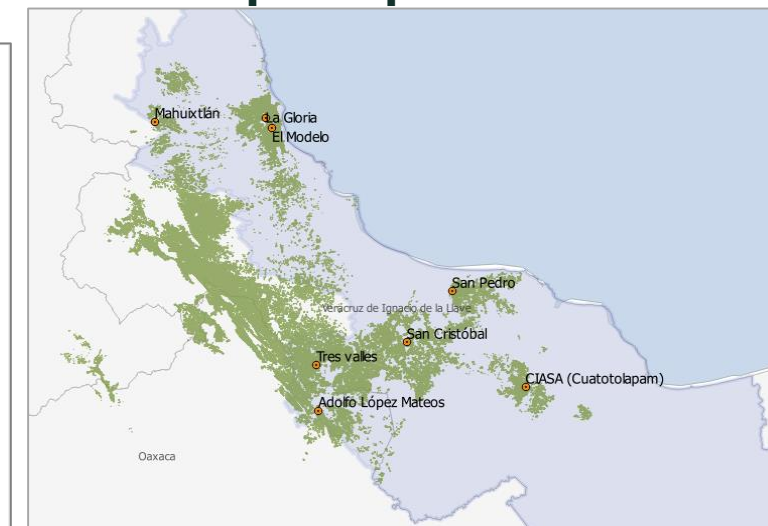 Mahuixtlán
La Gloria
El Modelo
San Pedro
Veracruz de Ignacio de la Llave
San Cristóbal
Tres valles
CIASA (Cuatotolapam)
Adolfo López Mateos
Oaxaca